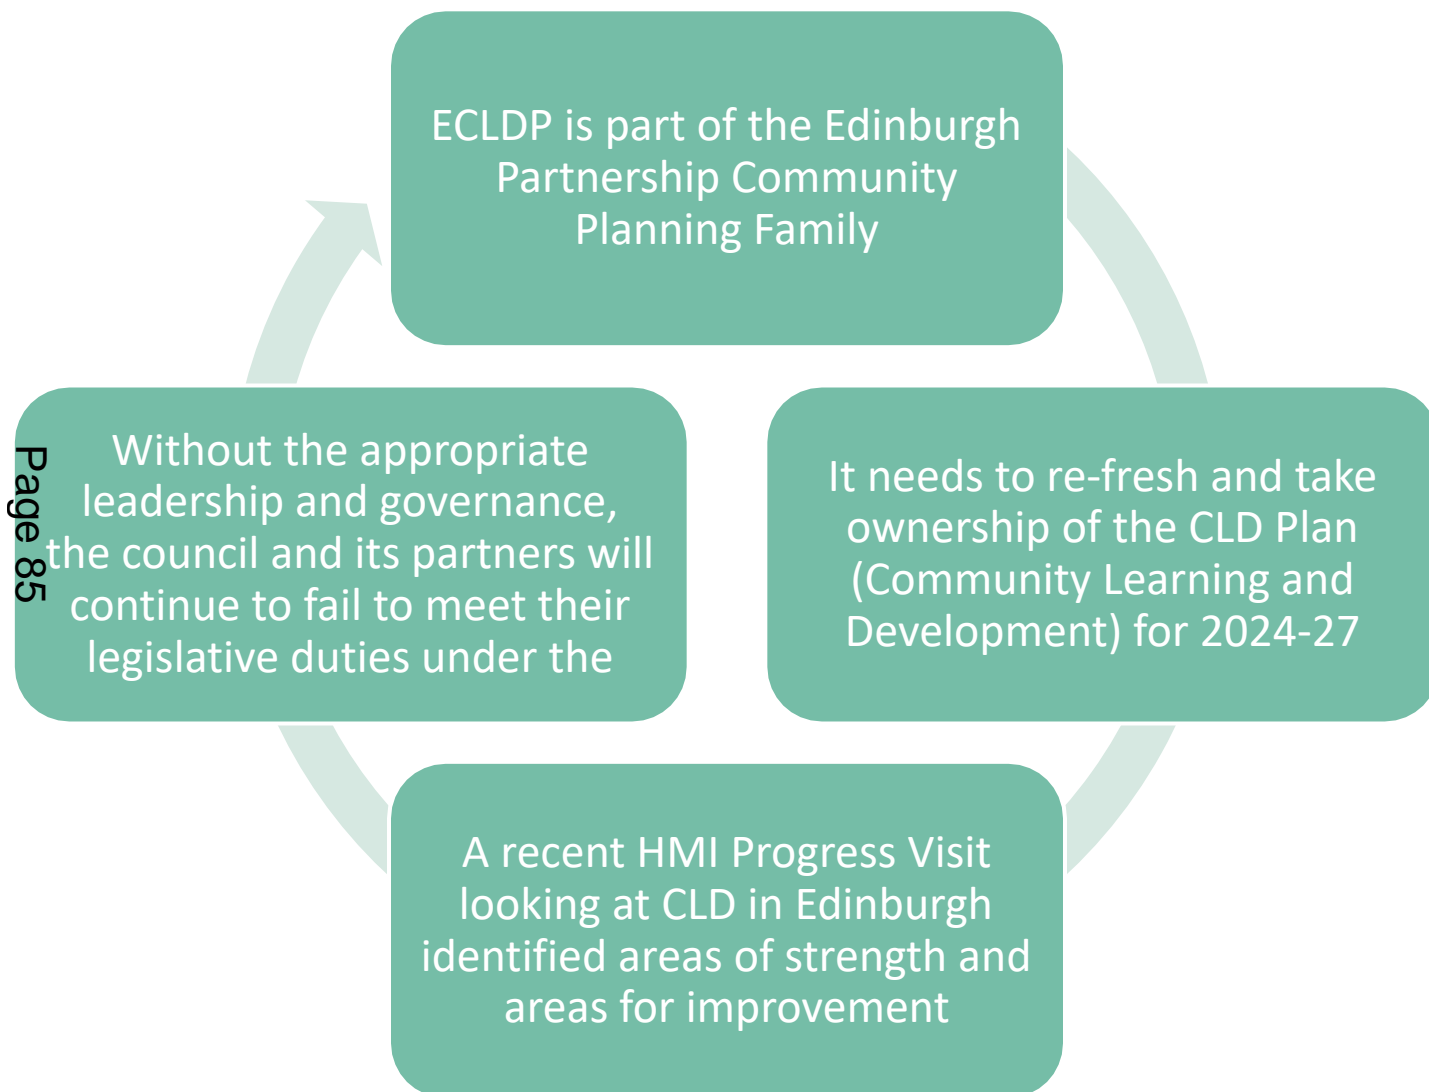 ECLDP is part of the Edinburgh
Partnership Community
Planning Family
It needs to re-fresh and take
ownership of the CLD Plan
(Community Learning and
Development) for 2024-27
A recent HMI Progress Visit
looking at CLD in Edinburgh
identified areas of strength and
areas for improvement
Without the appropriate
leadership and governance,
the council and its partners will
continue to fail to meet their
legislative duties under the
Page 85